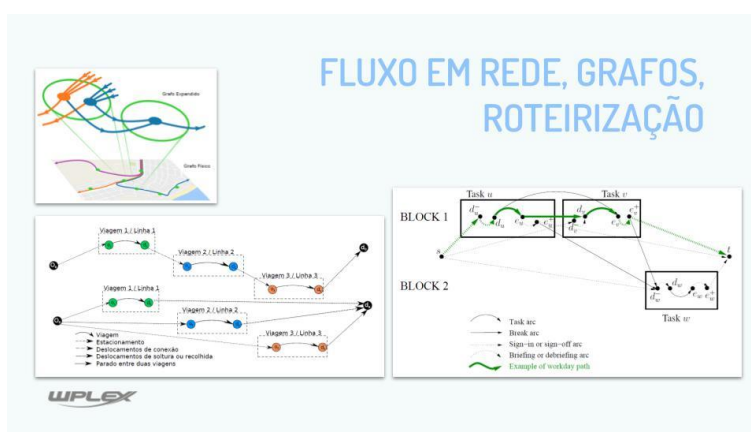 FLUXO EM REDE, GRAFOS,
ROTEIRIZAÇÃO
Grafo Expandido
Grafo Físico
Viagem 1 / Linha 1
Viagem 2 / Linha 2
Viagem 3 / Linha 3
Viagem 1 / Linha 1
Viagem 2 / Linha 2
Viagem 3 / Linha 3
Viagem
Estacionamento
Deslocamentos de conexão
Deslocamentos de soltura ou recolhida
Parado entre duas viagens
Task u
Task v
BLOCK 1
BLOCK 2
s
t
Task w
Task arc
Break arc
Sign-in or sign-off arc
Briefing or debriefing arc
Example of workday path
WPLEX